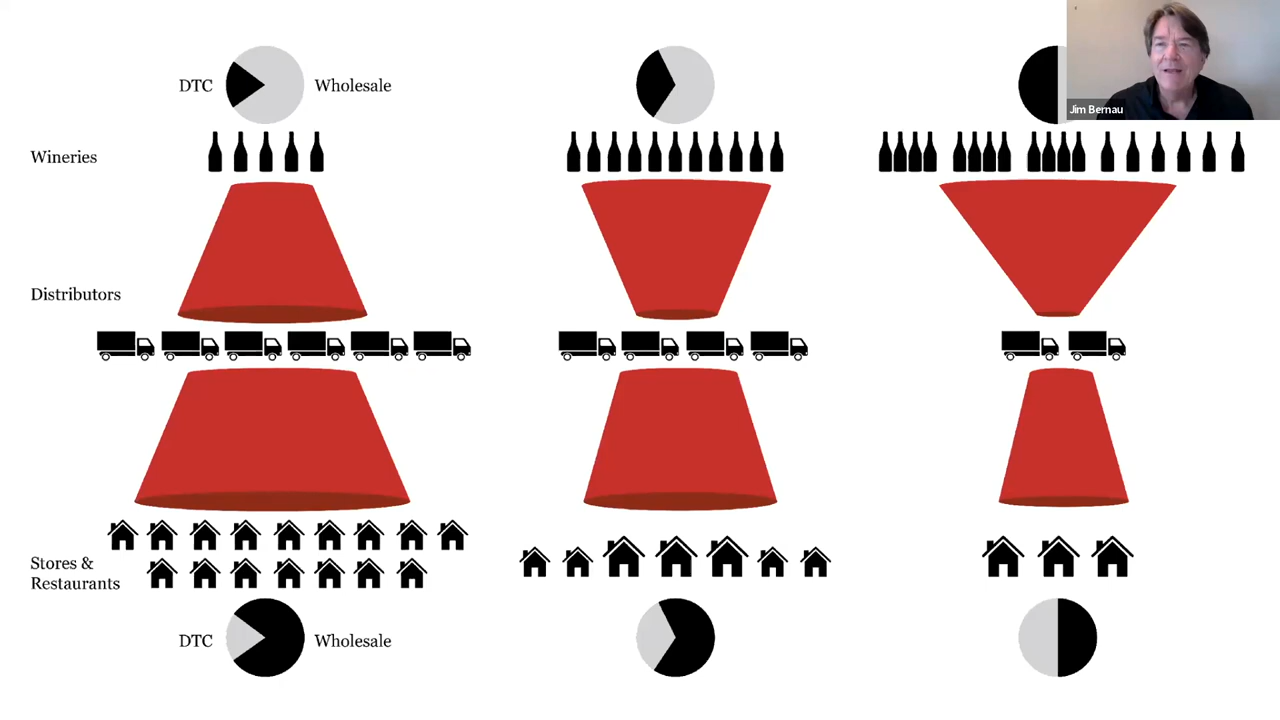 DTC
Wholesale
Jim Bernau
Wineries
Distributors
Stores &
Restaurants
DTC
Wholesale